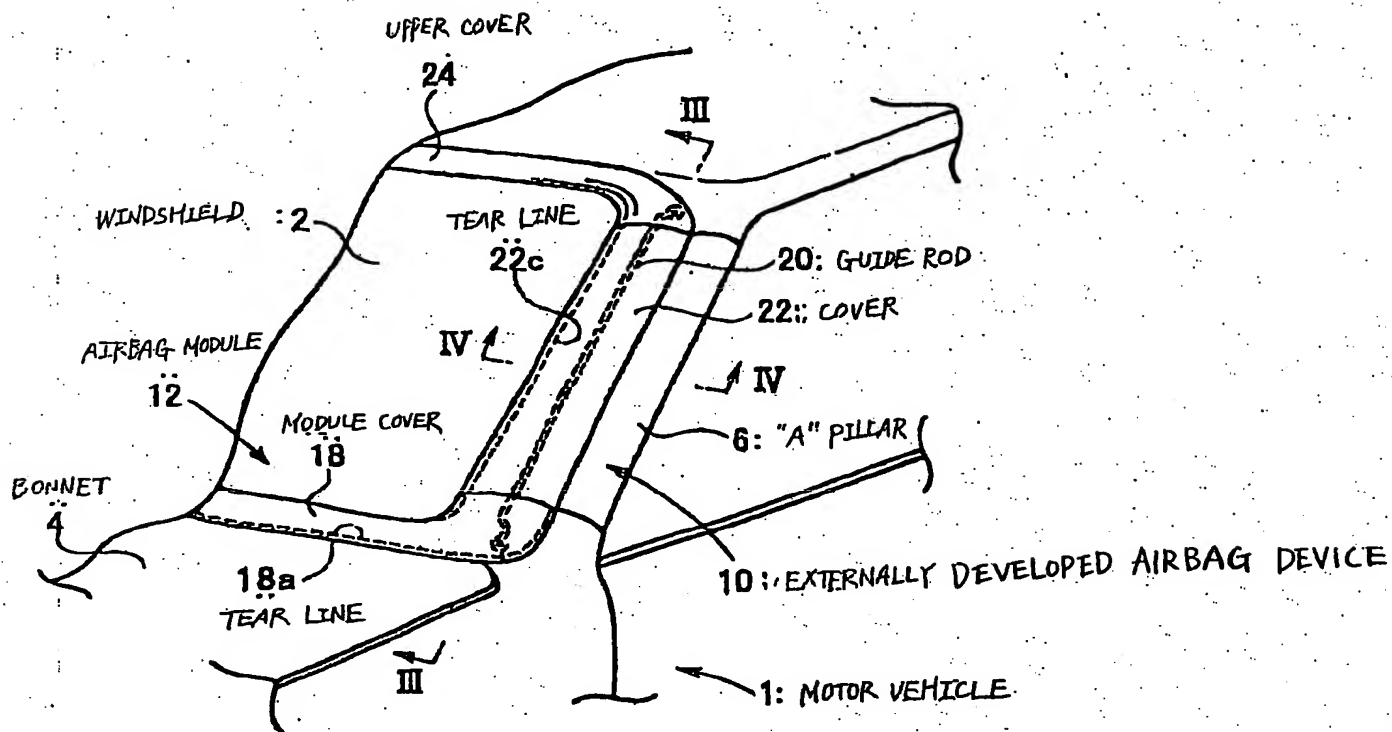 UPPER COVER
24
III
WINDSHIELD :2
TEAR LINE
22c
20: GUIDE ROD
22:: COVER
IV
AIRBAG MODULE
12
IV
MODULE COVER
18
6: "A" PILLAR
BONNET
4
18a
TEAR LINE
10: EXTERNALLY DEVELOPED AIRBAG DEVICE
III
1: MOTOR VEHICLE